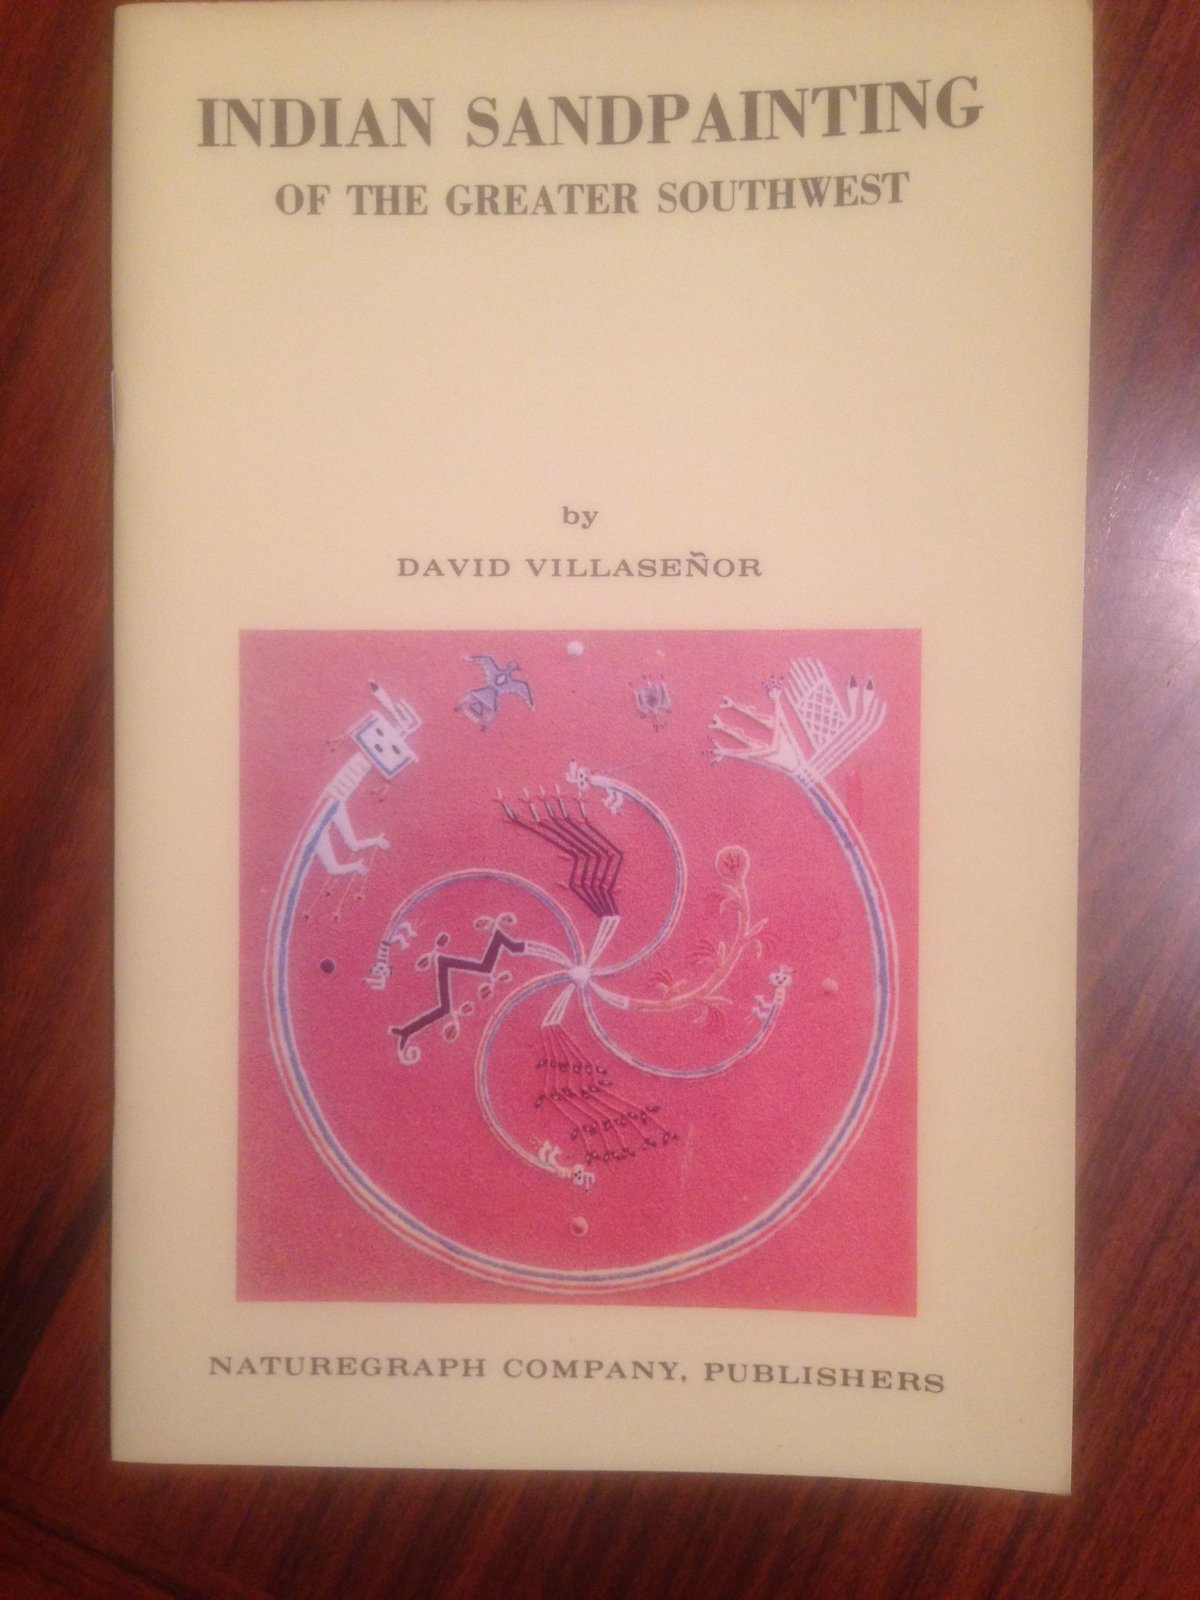 INDIAN SANDPAINTING
OF THE GREATER SOUTHWEST
by
DAVID VILLASEÑOR
NATUREGRAPH COMPANY, PUBLISHERS